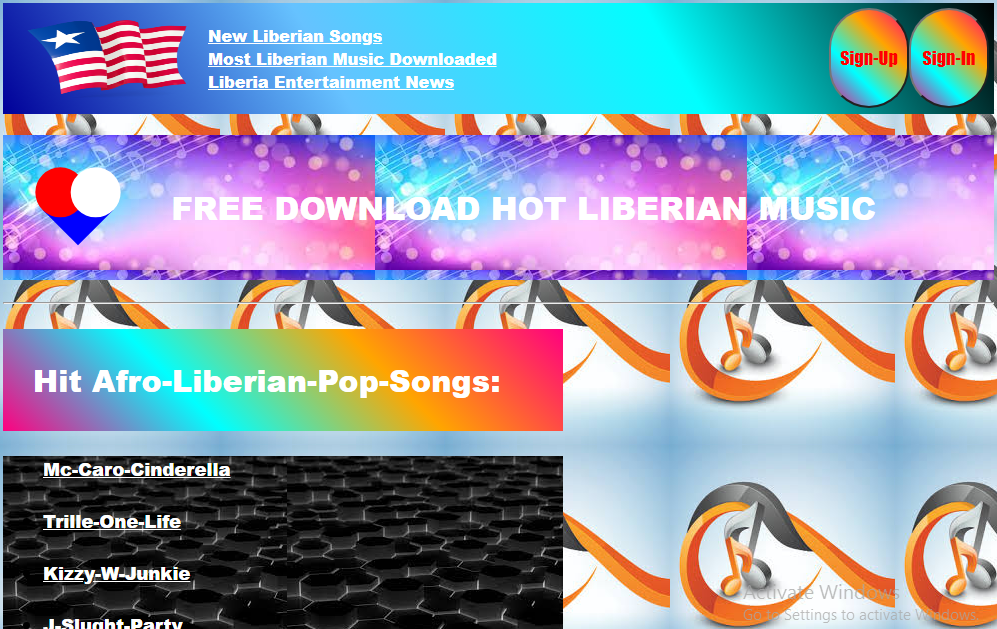 New Liberian Songs
Most Liberian Music Downloaded
Liberia Entertainment News
Sign-Up
Sign-In
FREE DOWNLOAD HOT LIBERIAN MUSIC
Hit Afro-Liberian-Pop-Songs:
Mc-Caro-Cinderella
Trille-One-Life
Kizzy-W-Junkie
J-Slught-Party
Activate Windows
Go to Settings to activate Windows.